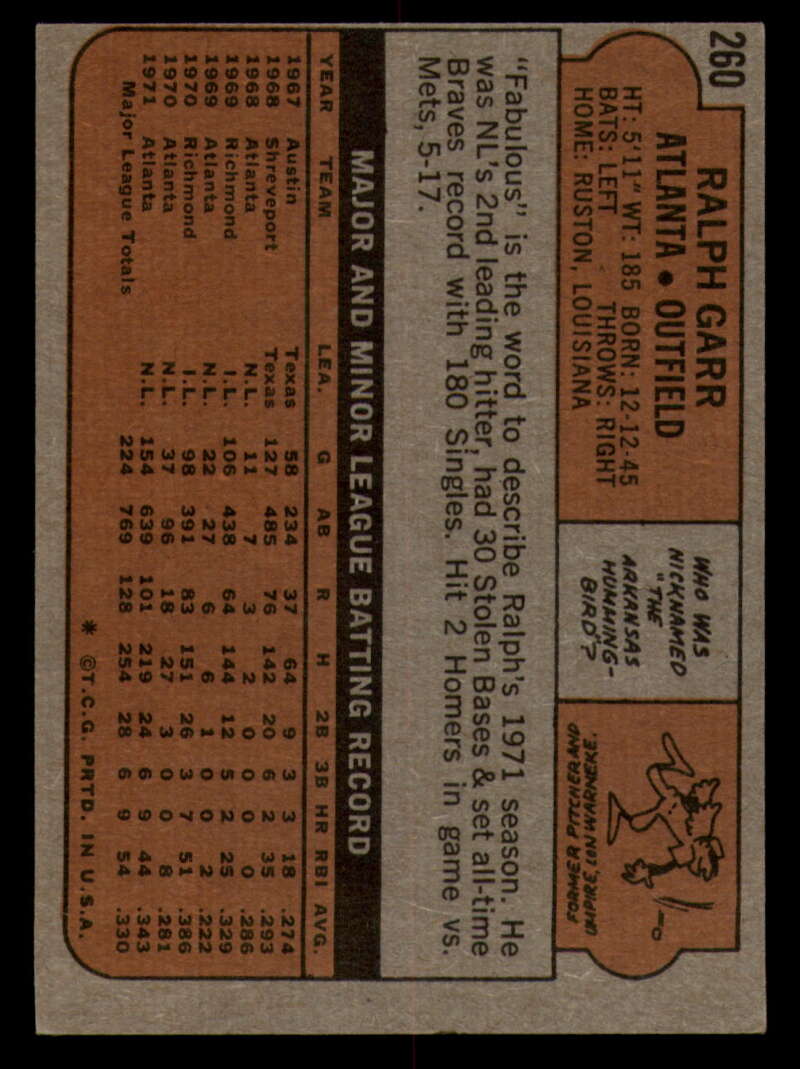 260
RALPH GARR
ATLANTA • OUTFIELD
HT: 5'11" WT: 185 BORN: 12-12-45
BATS: LEFT THROWS: RIGHT
HOME: RUSTON, LOUISIANA
WHO WAS
NICKNAMED
"THE
ARKANSAS
HUMMING-
BIRD"?
FORMER PITCHER AND
UMPIRE, LON WARNEKE.
"Fabulous" is the word to describe Ralph's 1971 season. He
was NL's 2nd leading hitter, had 30 Stolen Bases & set all-time
Braves record with 180 Singles. Hit 2 Homers in game vs.
Mets, 5-17.
MAJOR AND MINOR LEAGUE BATTING RECORD
YEAR TEAM LEA. G AB R H 2B 3B HR RBI AVG.
1967 Austin Texas 58 234 37 64 9 3 3 18 .274
1968 Shreveport Texas 127 485 76 142 20 6 2 35 .293
1968 Atlanta N.L. 11 7 3 2 0 0 0 0 .286
1969 Richmond I.L. 106 438 64 144 12 5 2 25 .329
1969 Atlanta N.L. 22 27 6 6 1 0 0 2 .222
1970 Richmond I.L. 98 391 83 151 26 3 7 51 .386
1970 Atlanta N.L. 37 96 18 27 3 0 0 8 .281
1971 Atlanta N.L. 154 639 101 219 24 6 9 44 .343
Major League Totals 224 769 128 254 28 6 9 54 .330
* ©T.C.G. PRTD. IN U.S.A.